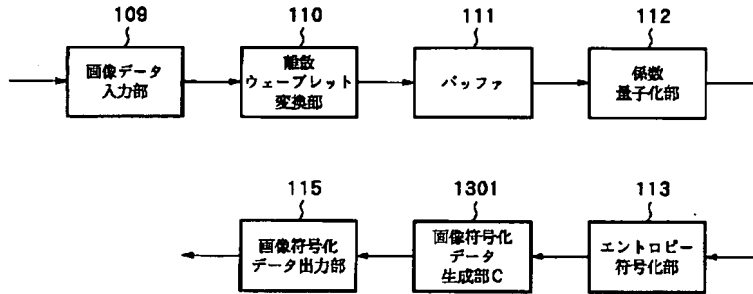 109
画像データ
入力部
110
離散
ウェーブレット
変換部
111
バッファ
112
係数
量子化部
115
画像符号化
データ出力部
1301
画像符号化
データ
生成部C
113
エントロピー
符号化部